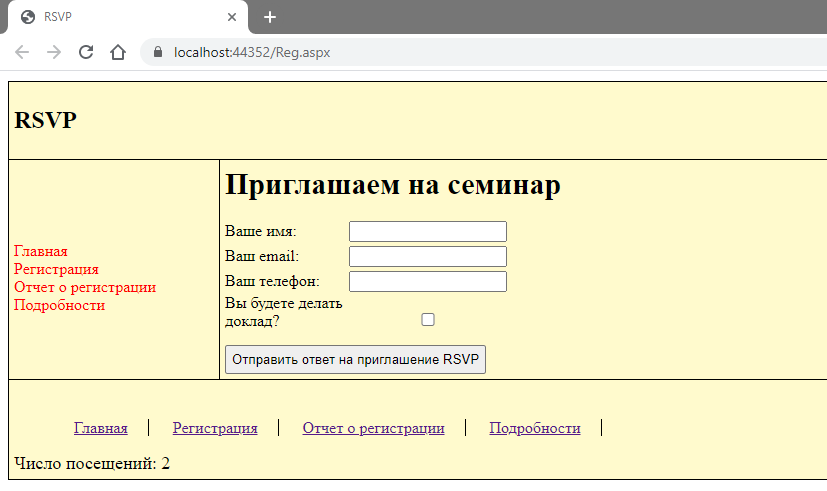 RSVP
localhost:44352/Reg.aspx
RSVP
Приглашаем на семинар
Ваше имя:
Ваш email:
Ваш телефон:
Вы будете делать
доклад?
Отправить ответ на приглашение RSVP
Главная
Регистрация
Отчет о регистрации
Подробности
Главная Регистрация Отчет о регистрации Подробности
Число посещений: 2